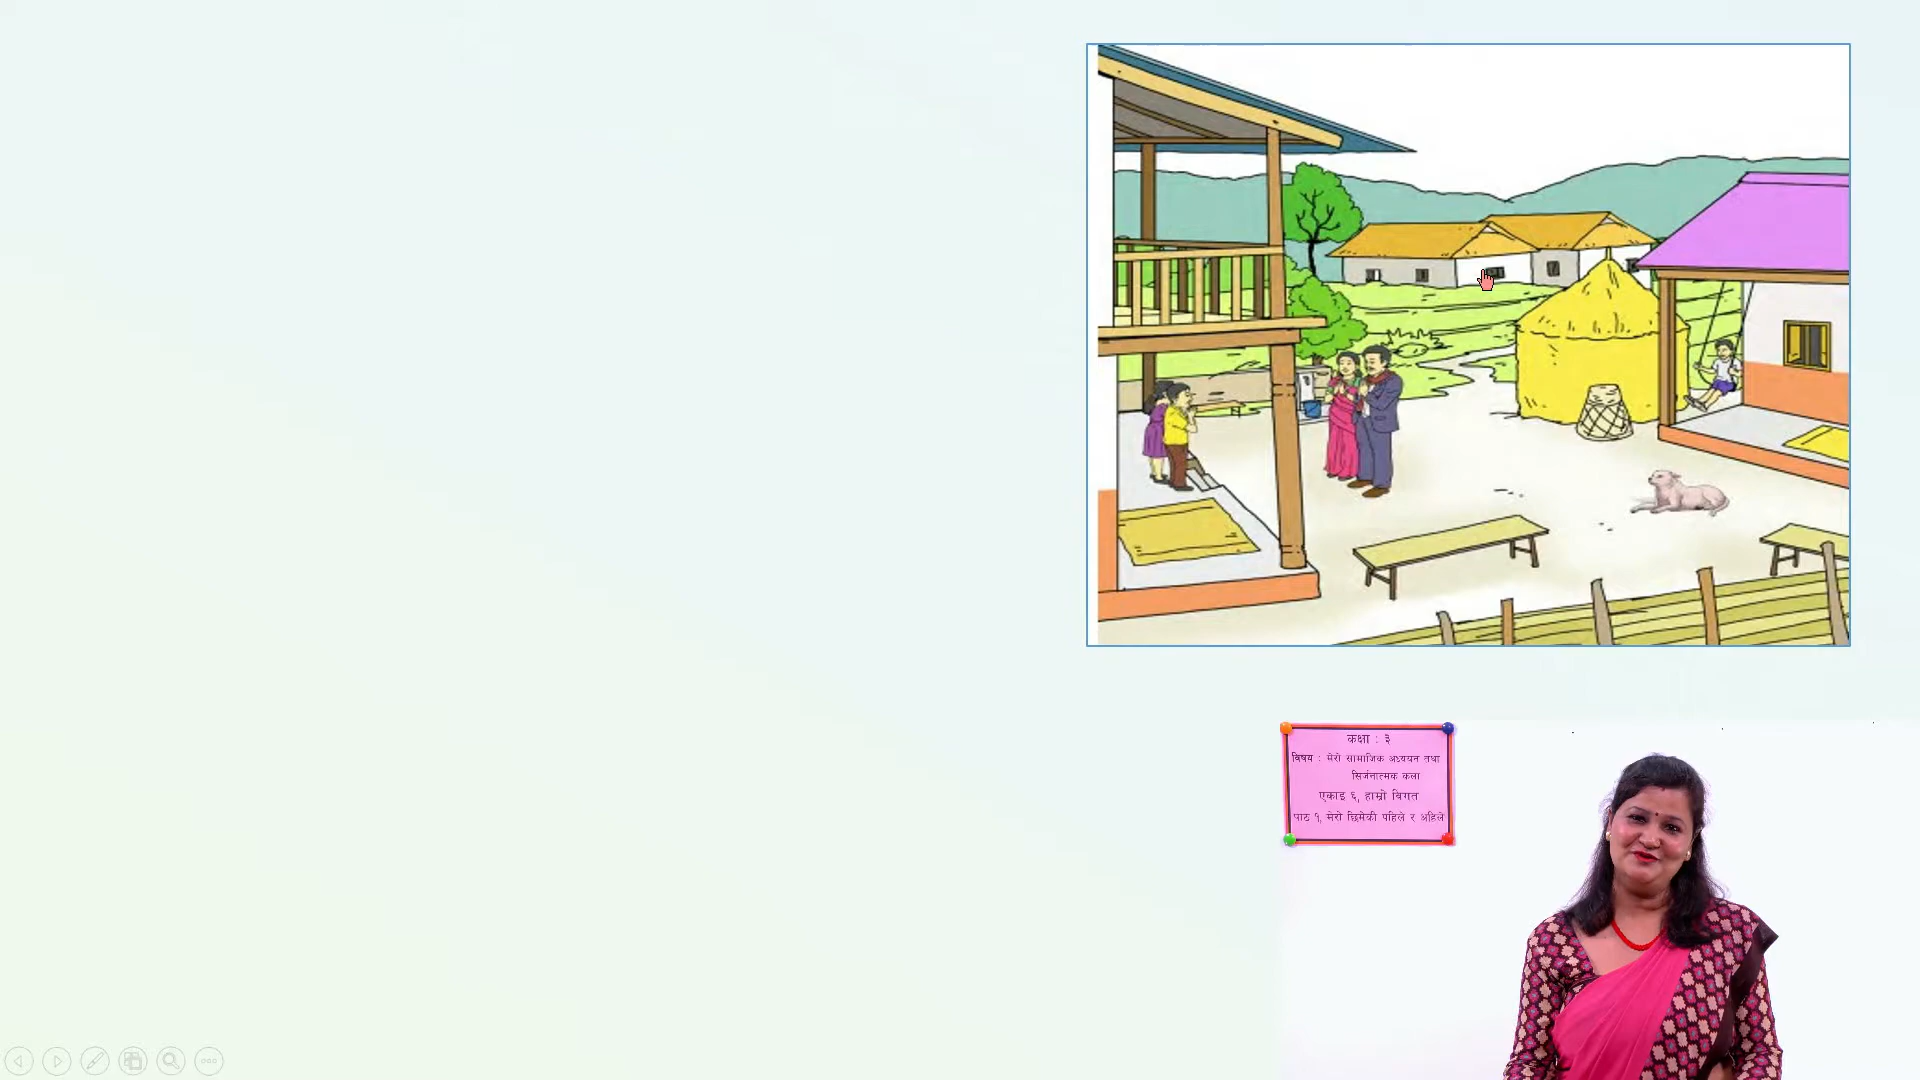 कक्षा : ३
विषय : मेरो सामाजिक अध्ययन तथा
सिर्जनात्मक कला
एकाइ ६, हाम्रो विगत
पाठ १, मेरो छिमेकी पहिले र अहिले